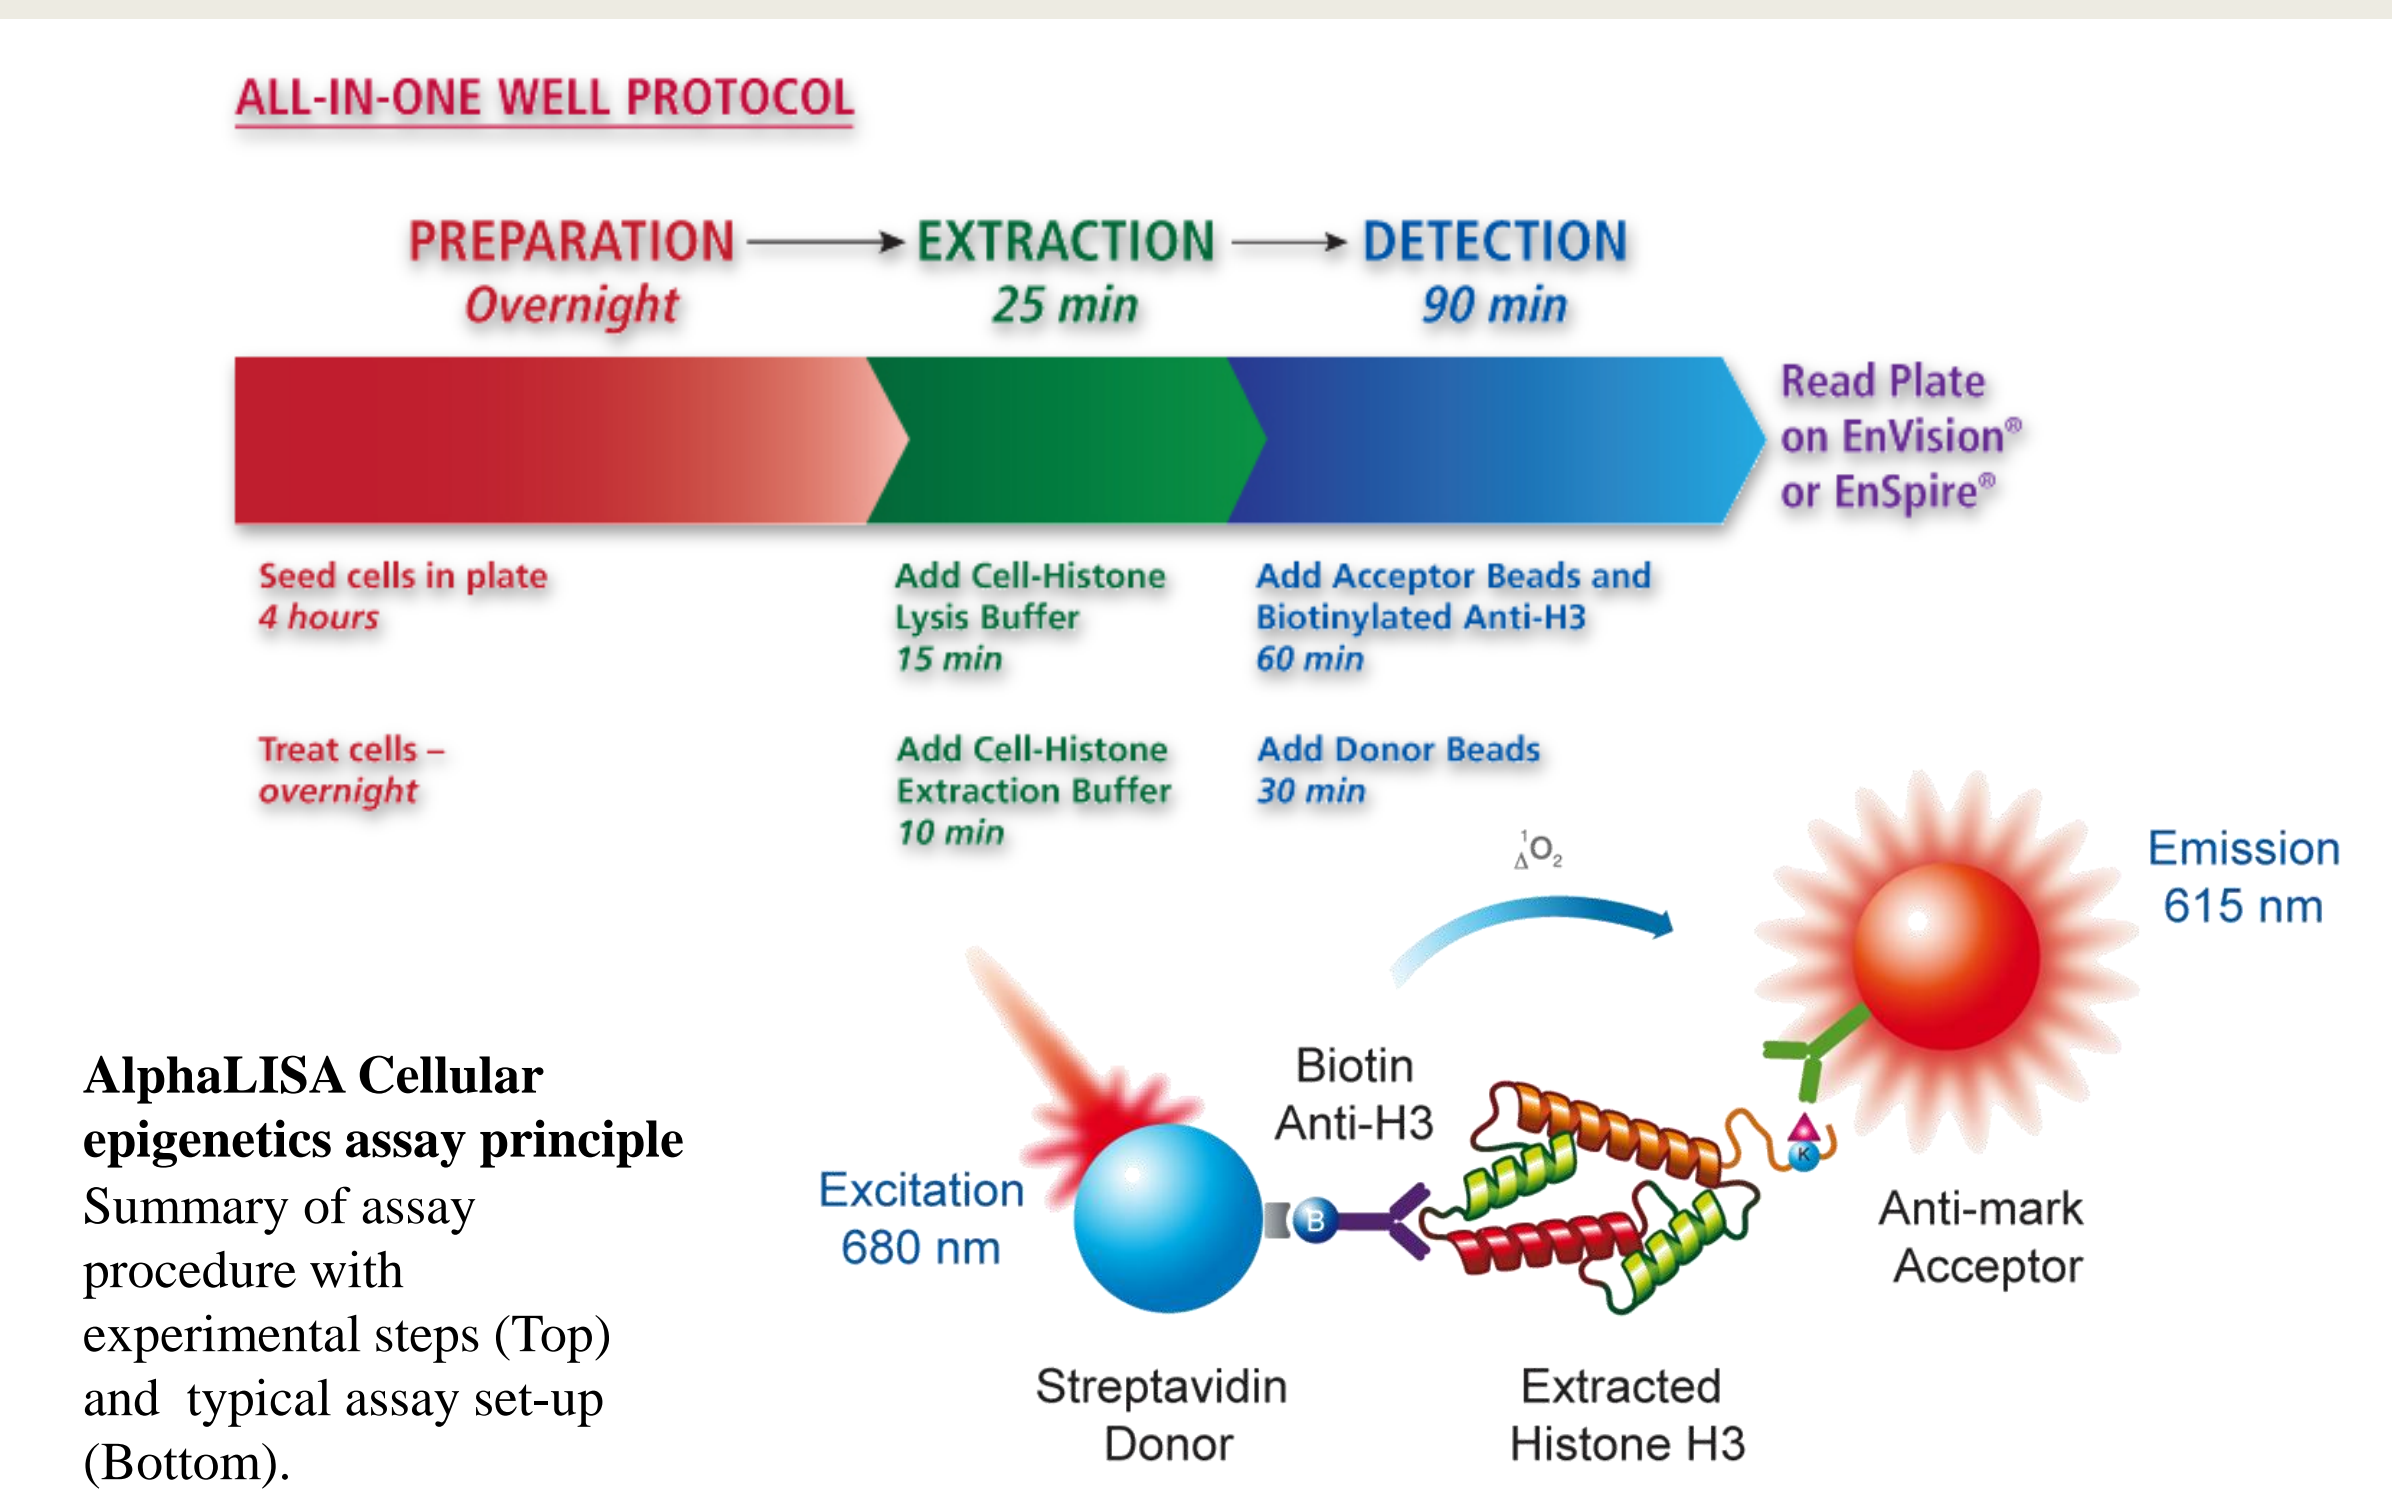 ALL-IN-ONE WELL PROTOCOL
PREPARATION
Overnight
EXTRACTION
25 min
DETECTION
90 min
Read Plate
on EnVision®
or EnSpire®
Seed cells in plate
4 hours
Treat cells –
overnight
Add Cell-Histone
Lysis Buffer
15 min
Add Cell-Histone
Extraction Buffer
10 min
Add Acceptor Beads and
Biotinylated Anti-H3
60 min
Add Donor Beads
30 min
¹ΔO₂
Emission
615 nm
Excitation
680 nm
Biotin
Anti-H3
B
K
Anti-mark
Acceptor
Streptavidin
Donor
Extracted
Histone H3
AlphaLISA Cellular
epigenetics assay principle
Summary of assay
procedure with
experimental steps (Top)
and  typical assay set-up
(Bottom).